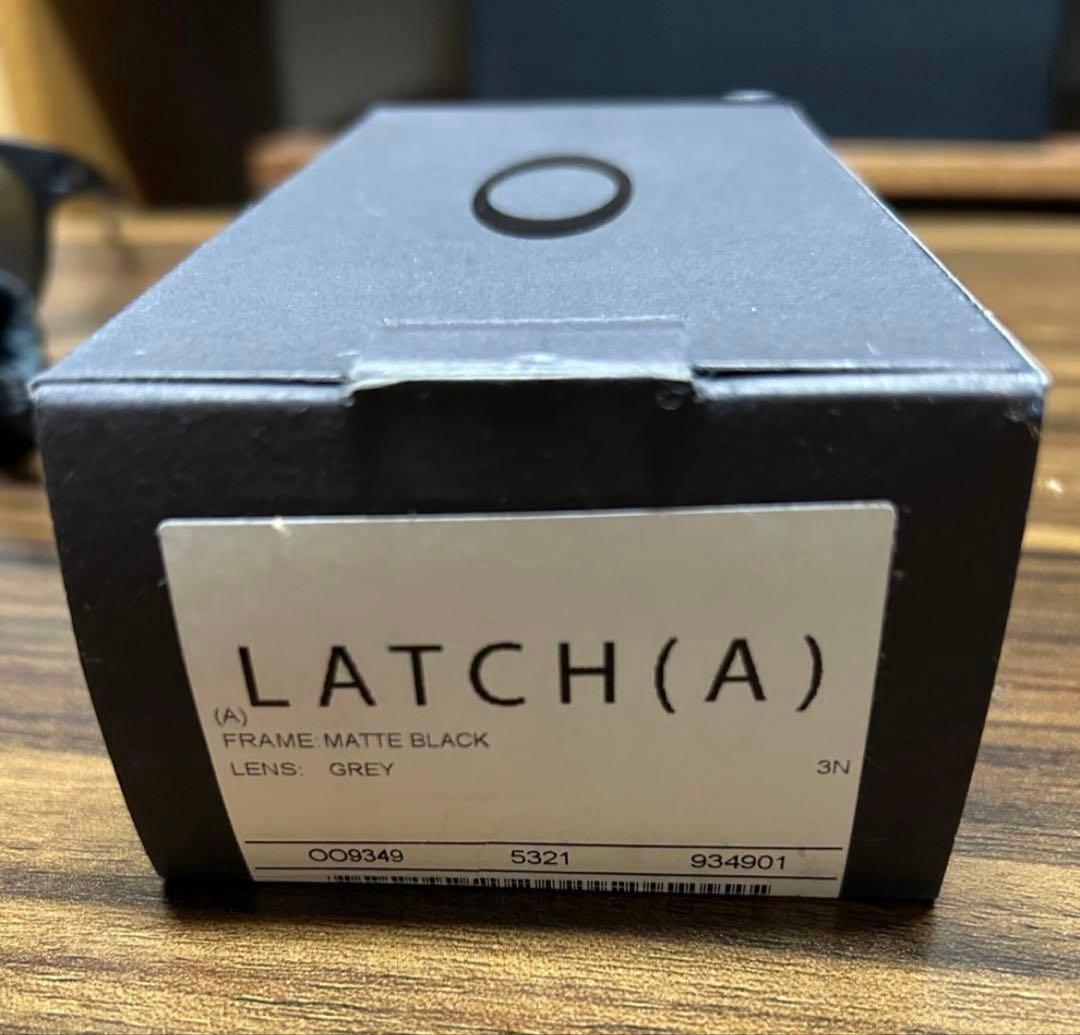 LATCH(A)
(A)
FRAME:MATTE BLACK
LENS: GREY 3N
OO9349 5321 934901